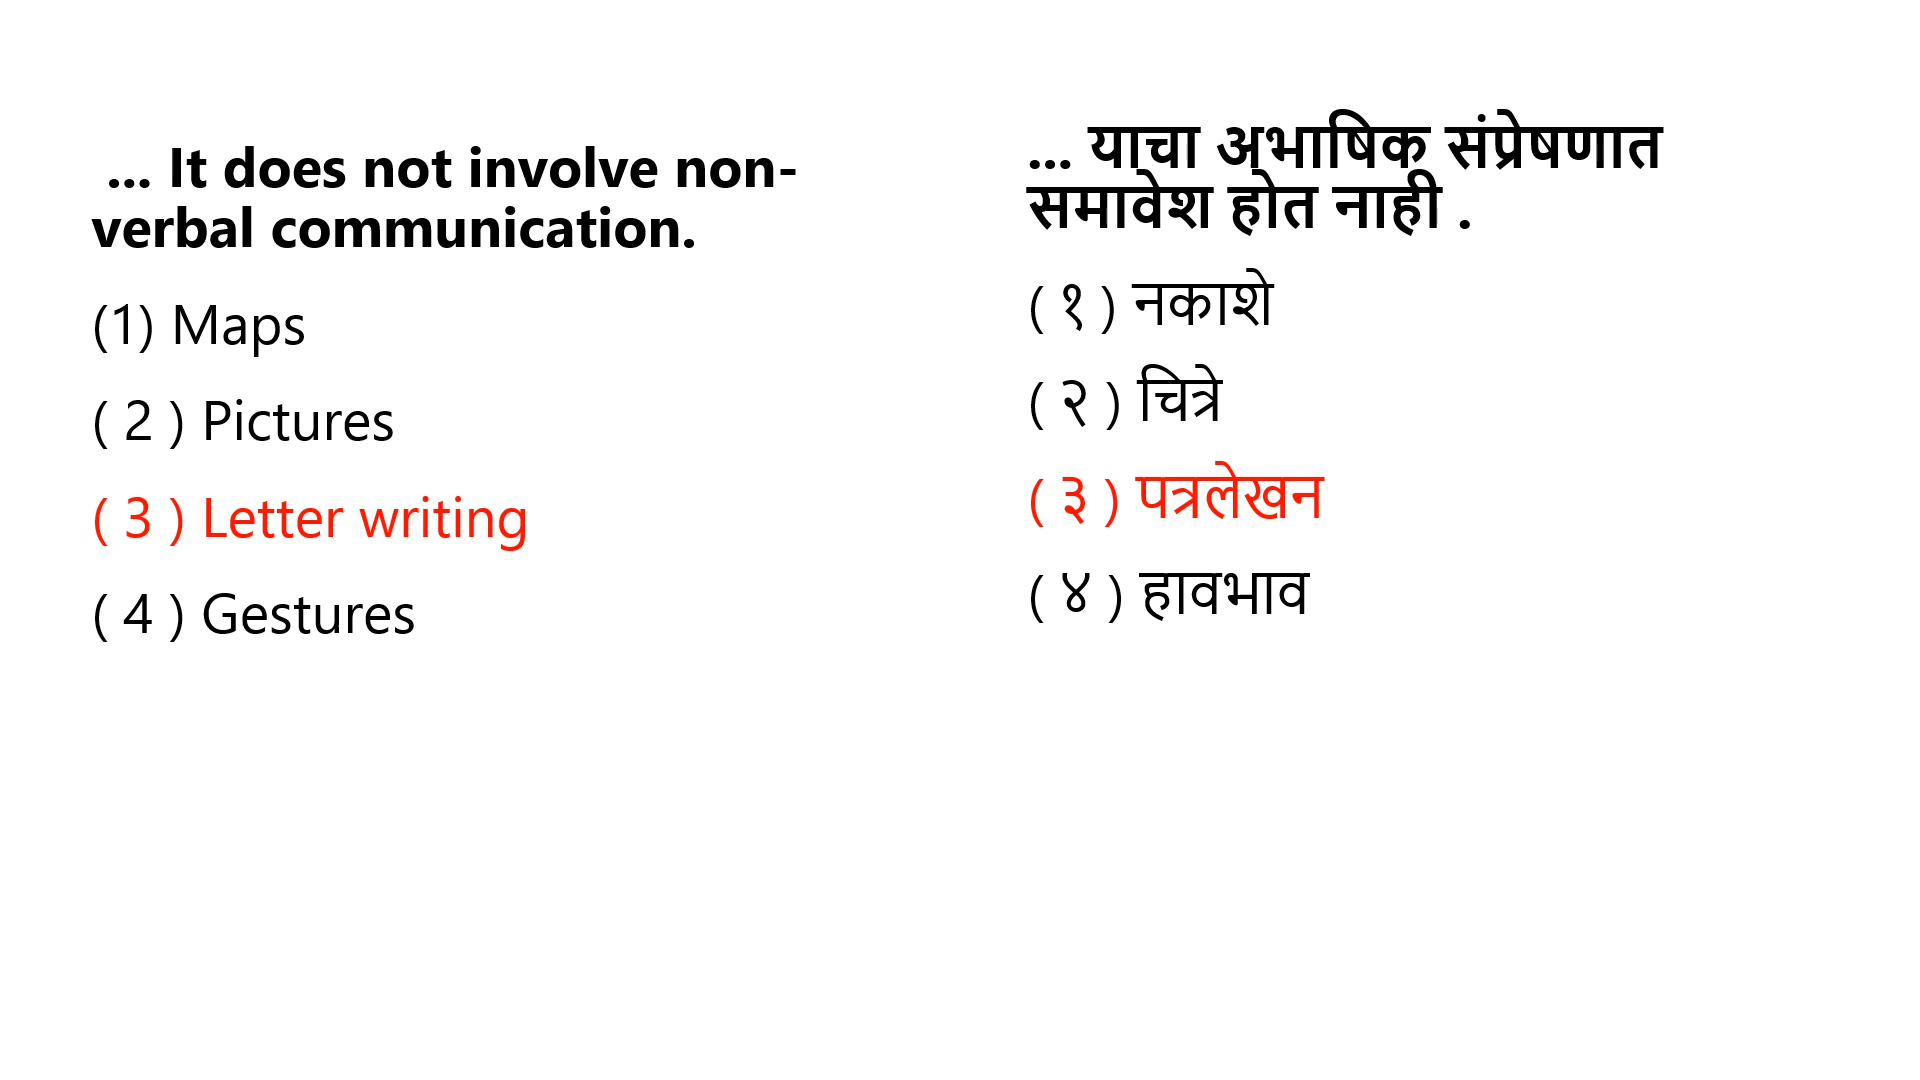 ... It does not involve non-
verbal communication.
(1) Maps
( 2 ) Pictures
( 3 ) Letter writing
( 4 ) Gestures
... याचा अभाषिक संप्रेषणात
समावेश होत नाही .
( १ ) नकाशे
( २ ) चित्रे
( ३ ) पत्रलेखन
( ४ ) हावभाव